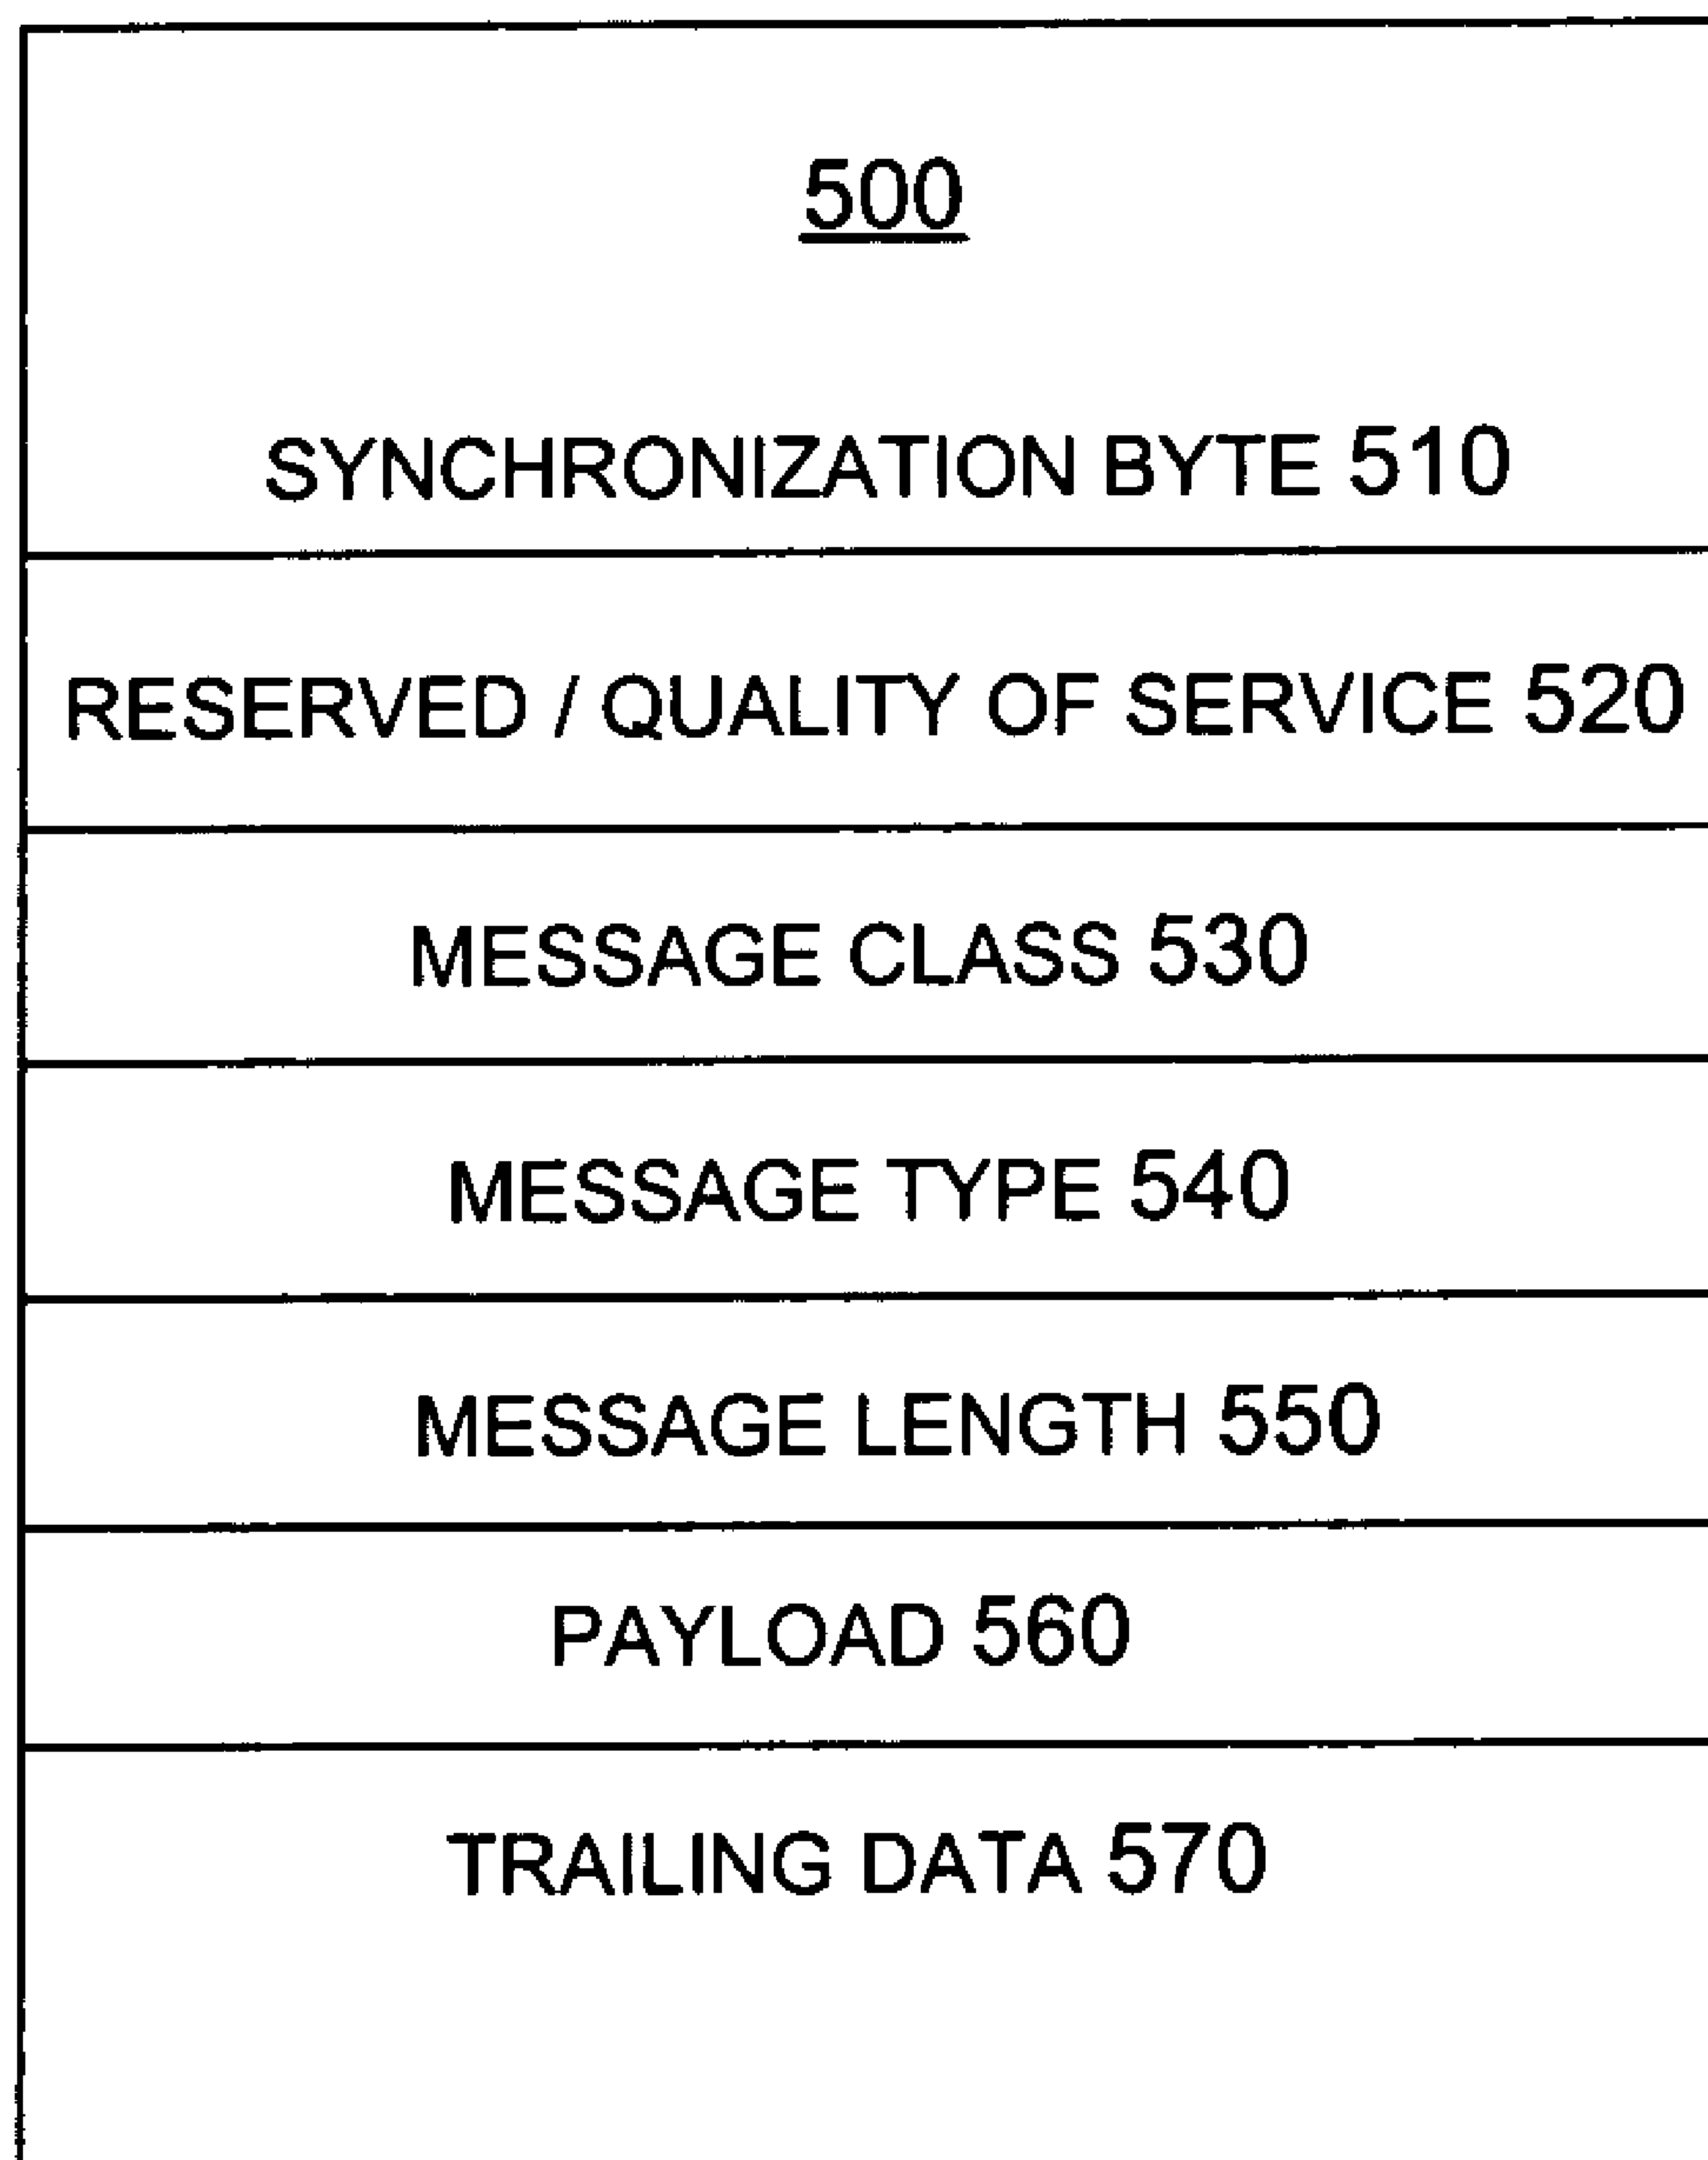 500
SYNCHRONIZATION BYTE 510
RESERVED / QUALITY OF SERVICE 520
MESSAGE CLASS 530
MESSAGE TYPE 540
MESSAGE LENGTH 550
PAYLOAD 560
TRAILING DATA 570